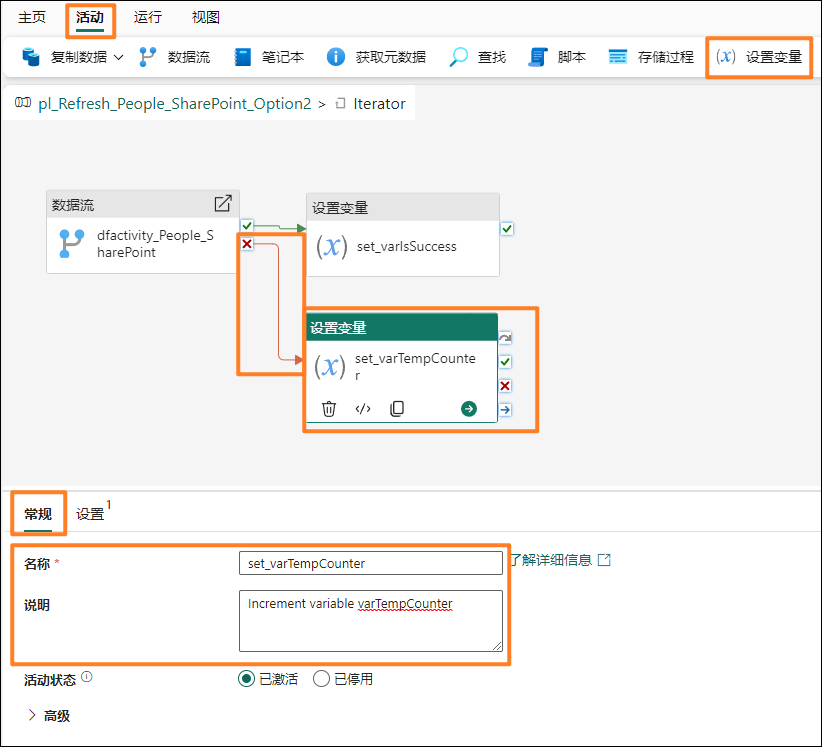 主页 活动 运行 视图
复制数据 数据流 笔记本 获取元数据 查找 脚本 存储过程 (x) 设置变量
pl_Refresh_People_SharePoint_Option2 > Iterator
数据流
dfactivity_People_S
harePoint
设置变量
(x) set_varIsSuccess
设置变量
(x) set_varTempCounte
r
常规 设置 1
名称 * set_varTempCounter 了解详细信息
说明 Increment variable varTempCounter
活动状态 已激活 已停用
高级